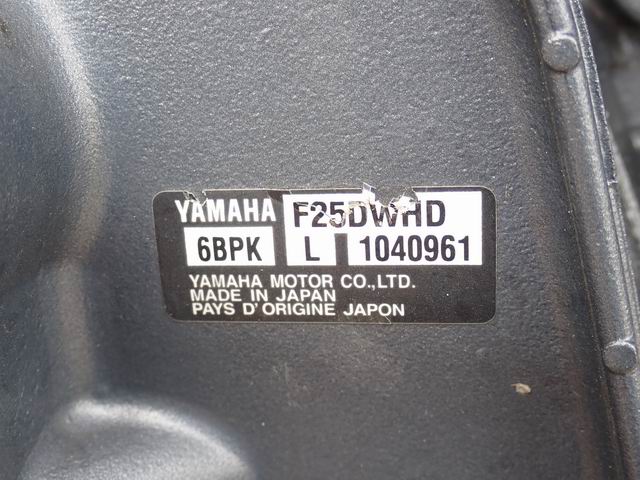 YAMAHA F25DWHD
6BPK L 1040961
YAMAHA MOTOR CO.,LTD.
MADE IN JAPAN
PAYS D'ORIGINE JAPON